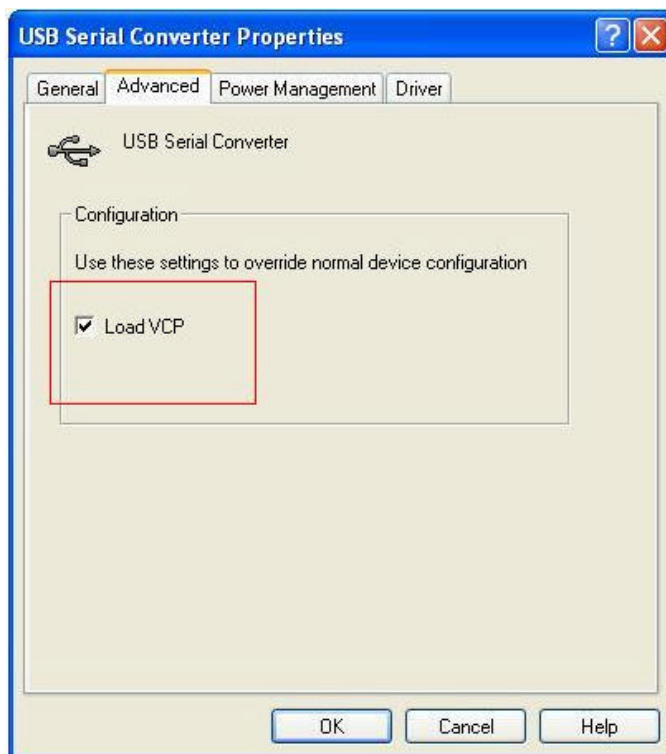 USB Serial Converter Properties
General Advanced Power Management Driver
USB Serial Converter
Configuration
Use these settings to override normal device configuration
Load VCP
OK Cancel Help